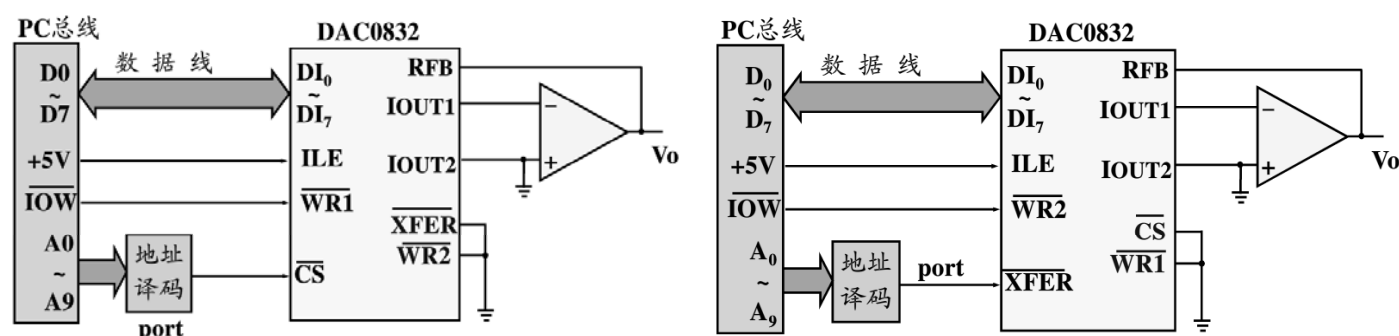 PC总线
DAC0832
D0
~
D7
数据线
DI0
~
DI7
RFB
IOUT1
−
+5V
ILE
IOUT2
+
Vo
IOW
WR1
XFER
A0
~
A9
地址
译码
CS
WR2
port
PC总线
DAC0832
D0
~
D7
数据线
DI0
~
DI7
RFB
IOUT1
−
+5V
ILE
IOUT2
+
Vo
IOW
WR2
CS
A0
~
A9
地址
译码
port
XFER
WR1